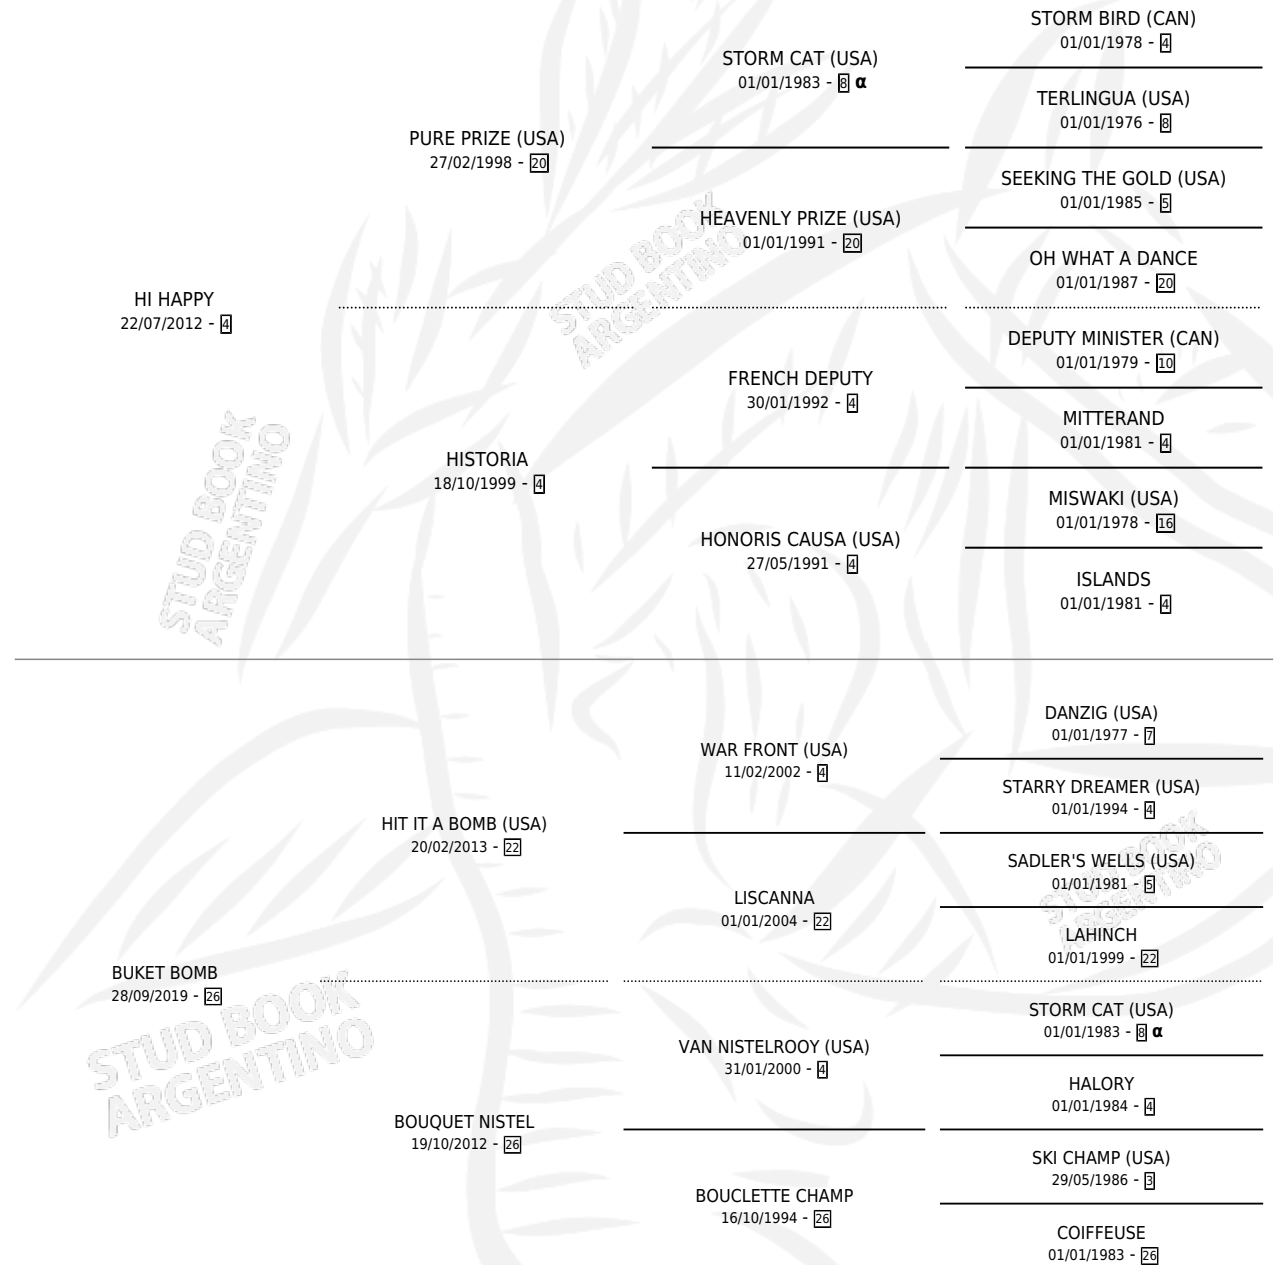 STORM BIRD (CAN)
01/01/1978 - 4
STORM CAT (USA)
01/01/1983 - 8 α
TERLINGUA (USA)
01/01/1976 - 8
PURE PRIZE (USA)
27/02/1998 - 20
SEEKING THE GOLD (USA)
01/01/1985 - 5
HEAVENLY PRIZE (USA)
01/01/1991 - 20
OH WHAT A DANCE
01/01/1987 - 20
HI HAPPY
22/07/2012 - 4
DEPUTY MINISTER (CAN)
01/01/1979 - 10
FRENCH DEPUTY
30/01/1992 - 4
MITTERAND
01/01/1981 - 4
HISTORIA
18/10/1999 - 4
MISWAKI (USA)
01/01/1978 - 16
HONORIS CAUSA (USA)
27/05/1991 - 4
ISLANDS
01/01/1981 - 4
DANZIG (USA)
01/01/1977 - 7
WAR FRONT (USA)
11/02/2002 - 4
STARRY DREAMER (USA)
01/01/1994 - 4
HIT IT A BOMB (USA)
20/02/2013 - 22
SADLER'S WELLS (USA)
01/01/1981 - 5
LISCANNA
01/01/2004 - 22
LAHINCH
01/01/1999 - 22
BUKET BOMB
28/09/2019 - 26
STORM CAT (USA)
01/01/1983 - 8 α
VAN NISTELROOY (USA)
31/01/2000 - 4
HALORY
01/01/1984 - 4
BOUQUET NISTEL
19/10/2012 - 26
SKI CHAMP (USA)
29/05/1986 - 3
BOUCLETTE CHAMP
16/10/1994 - 26
COIFFEUSE
01/01/1983 - 26
STUD BOOK
ARGENTINO
STUD BOOK
ARGENTINO
STUD BOOK
ARGENTINO
STUD BOOK
ARGENTINO